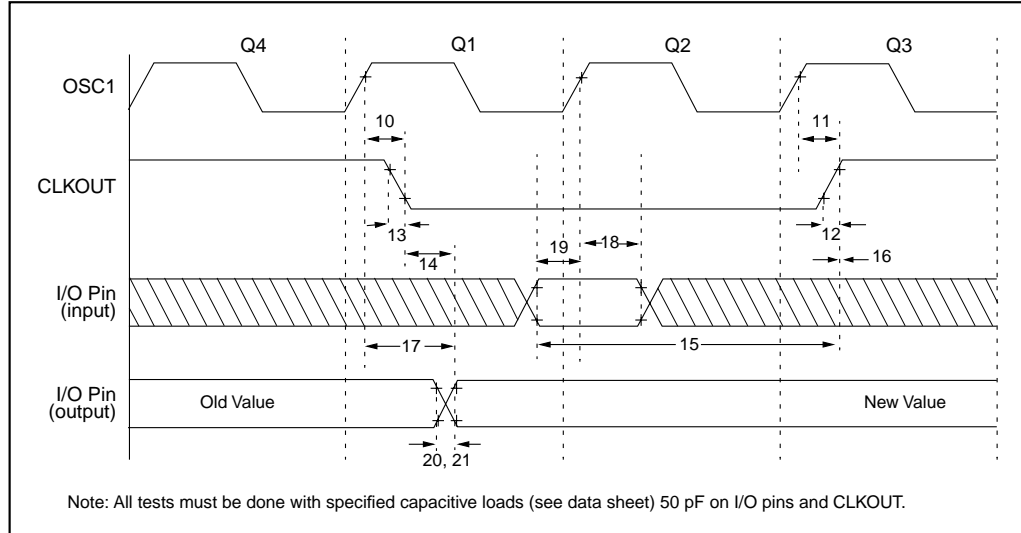 Q4 Q1 Q2 Q3
OSC1
10 11
CLKOUT
13 12
19 18 16
14
I/O Pin
(input)
17 15
I/O Pin
(output)
Old Value New Value
20, 21
Note: All tests must be done with specified capacitive loads (see data sheet) 50 pF on I/O pins and CLKOUT.